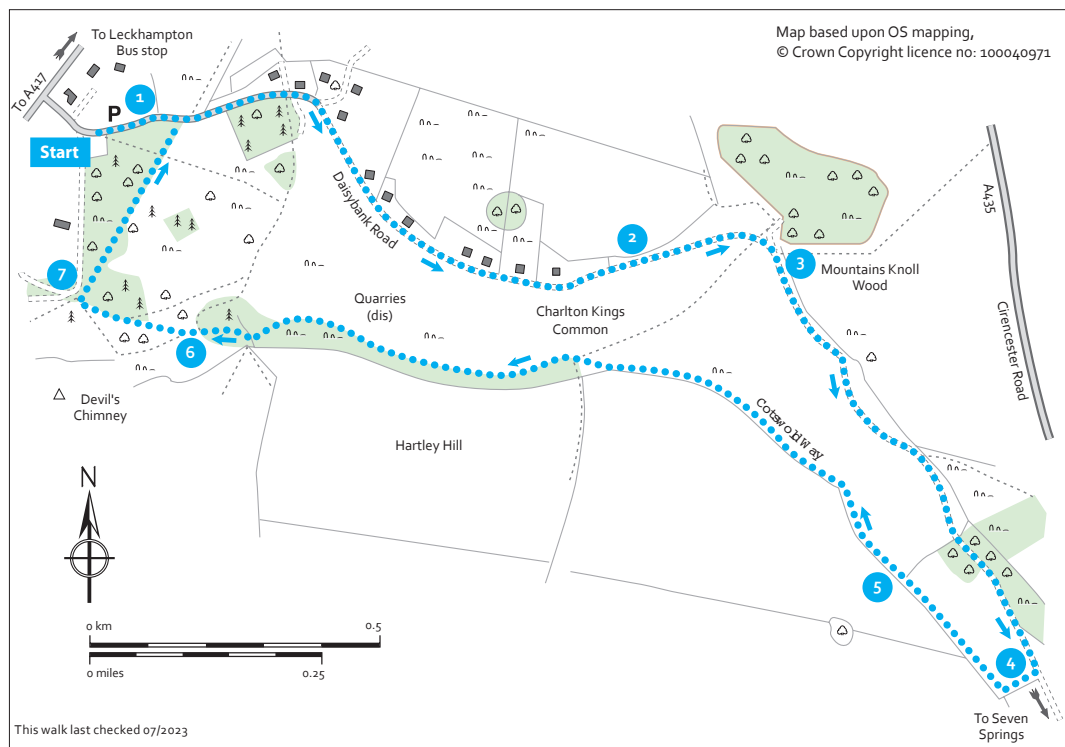 To Leckhampton
Bus stop
Map based upon OS mapping,
© Crown Copyright licence no: 100040971
To A417
P
1
Start
Daisybank Road
2
A435
3
Mountains Knoll
Wood
7
Quarries
(dis)
Charlton Kings
Common
Cirencester Road
6
Devil's
Chimney
Cotswold Way
Hartley Hill
N
5
0 km
0.5
0 miles
0.25
4
To Seven
Springs
This walk last checked 07/2023